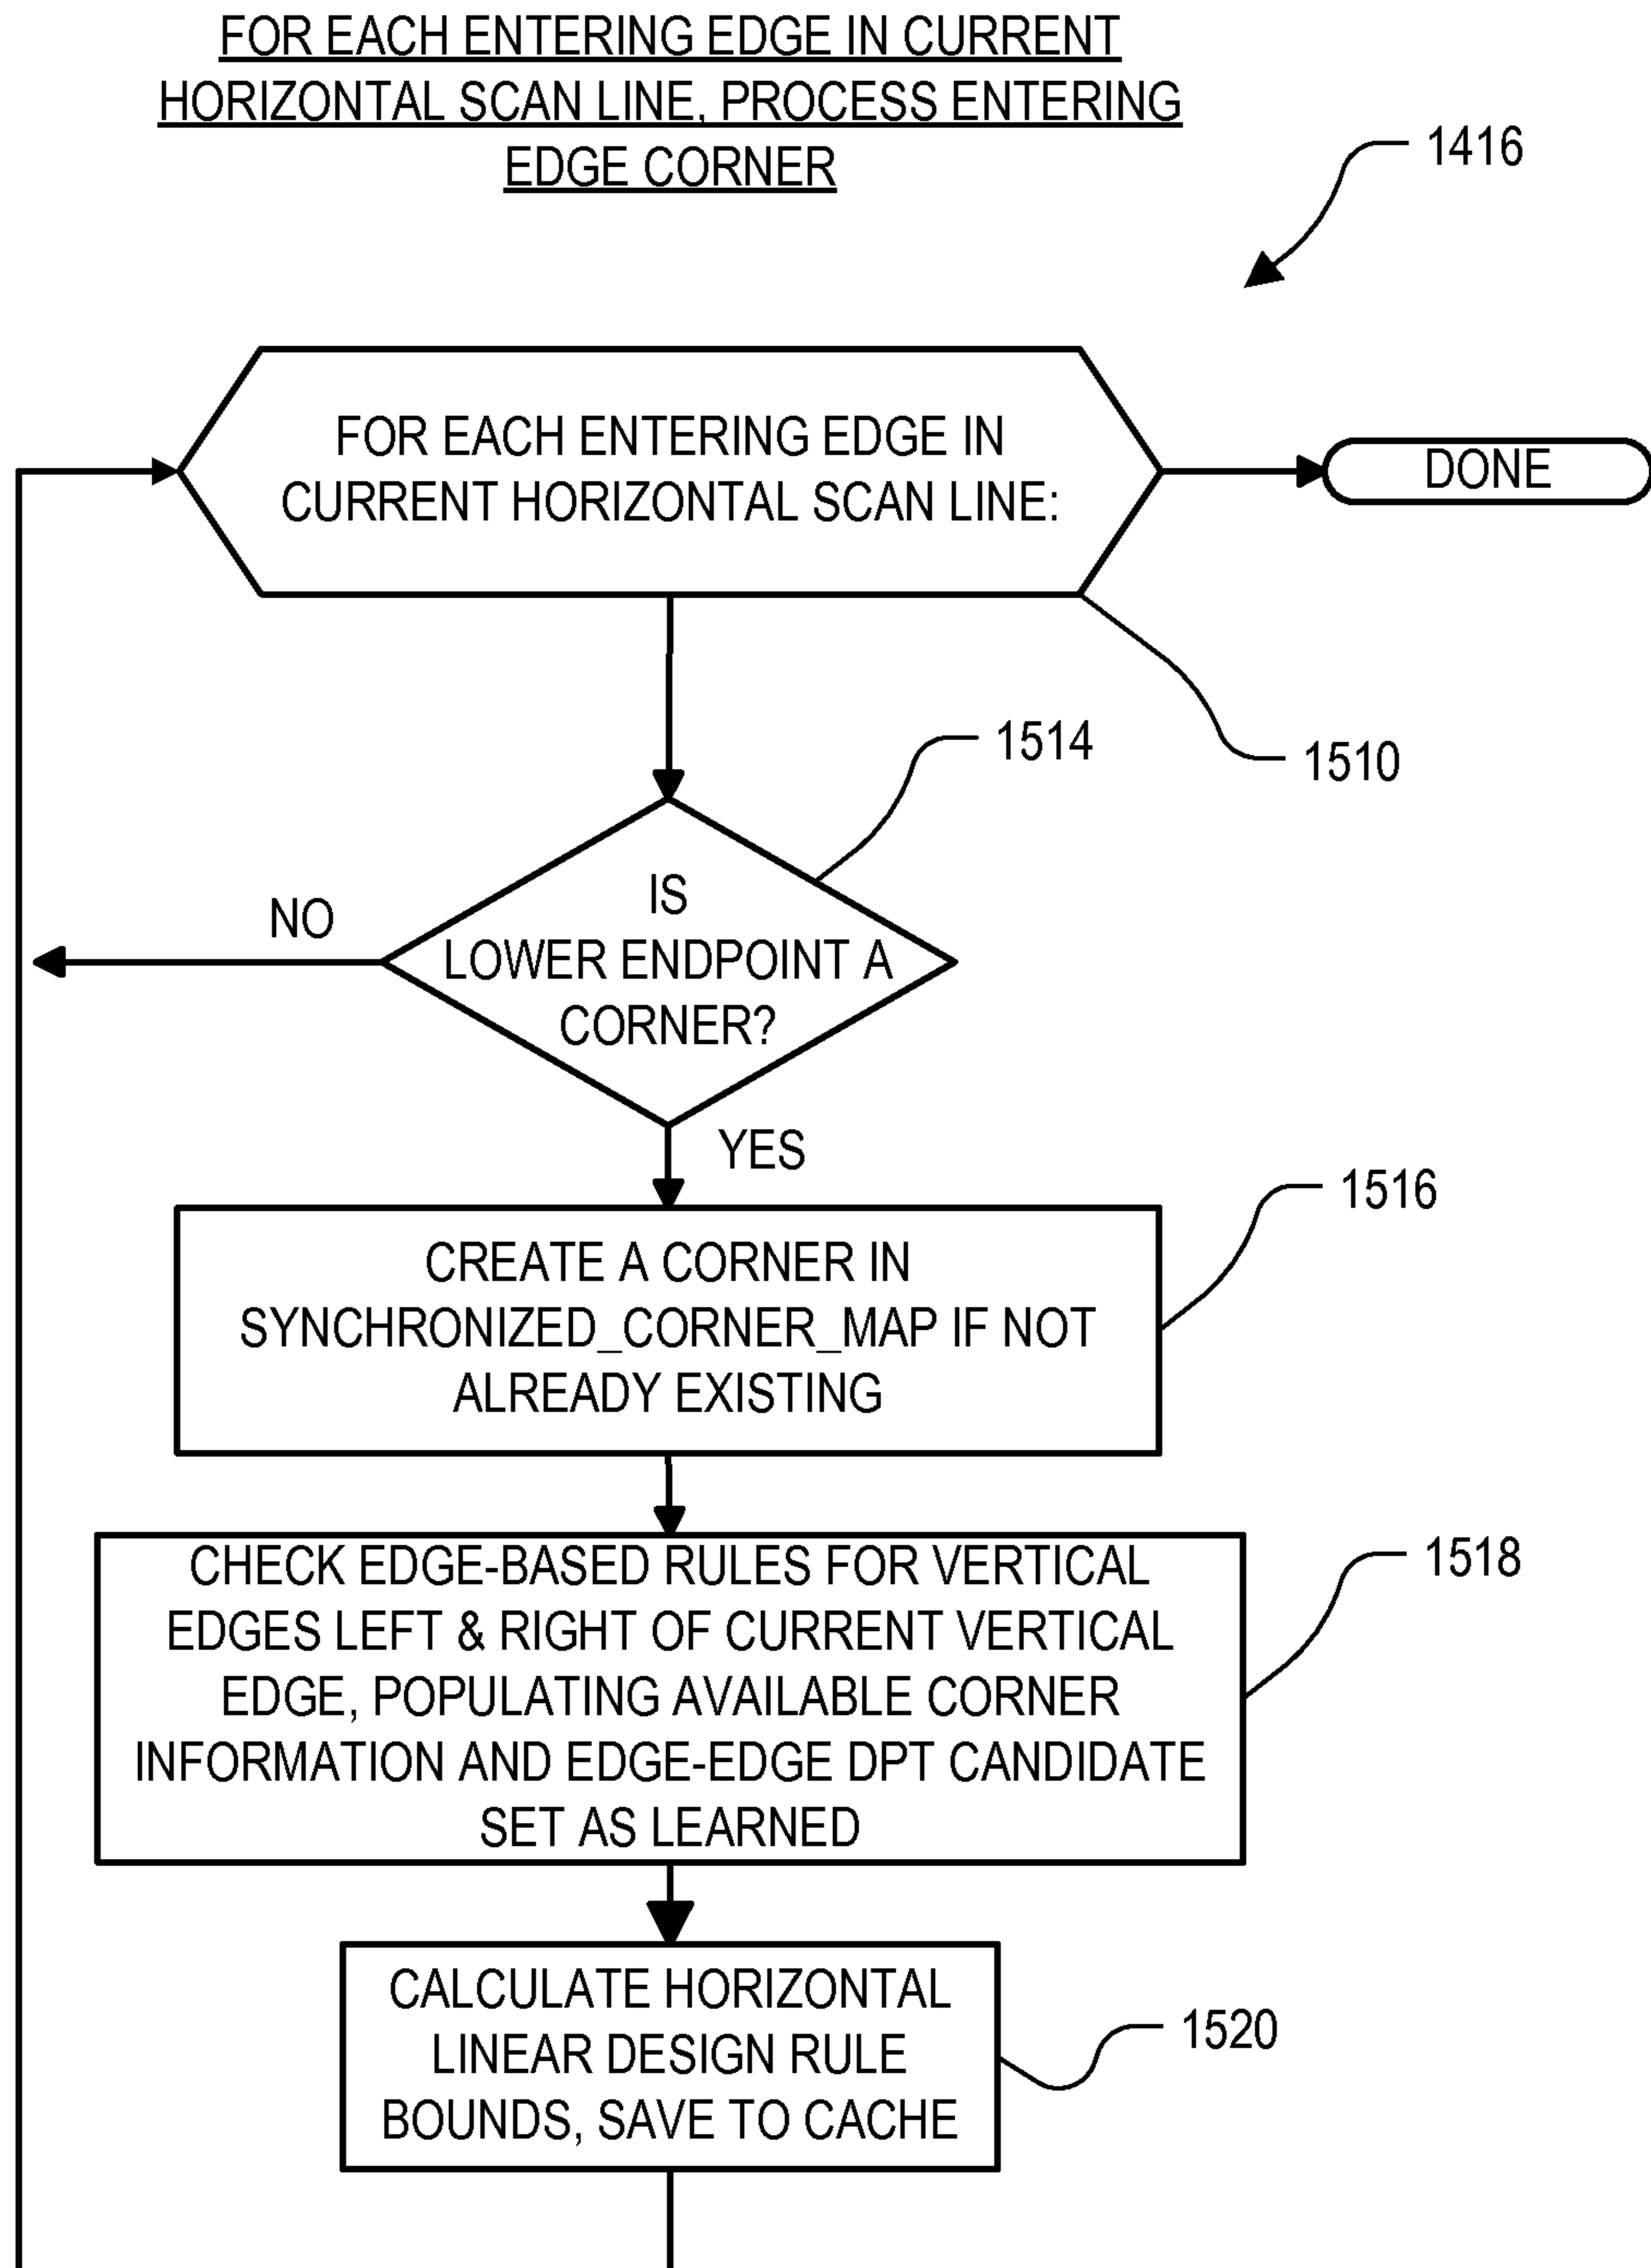 FOR EACH ENTERING EDGE IN CURRENT
HORIZONTAL SCAN LINE, PROCESS ENTERING
EDGE CORNER
1416
FOR EACH ENTERING EDGE IN
CURRENT HORIZONTAL SCAN LINE:
DONE
1510
1514
IS
LOWER ENDPOINT A
CORNER?
NO
YES
1516
CREATE A CORNER IN
SYNCHRONIZED_CORNER_MAP IF NOT
ALREADY EXISTING
1518
CHECK EDGE-BASED RULES FOR VERTICAL
EDGES LEFT & RIGHT OF CURRENT VERTICAL
EDGE, POPULATING AVAILABLE CORNER
INFORMATION AND EDGE-EDGE DPT CANDIDATE
SET AS LEARNED
CALCULATE HORIZONTAL
LINEAR DESIGN RULE
BOUNDS, SAVE TO CACHE
1520